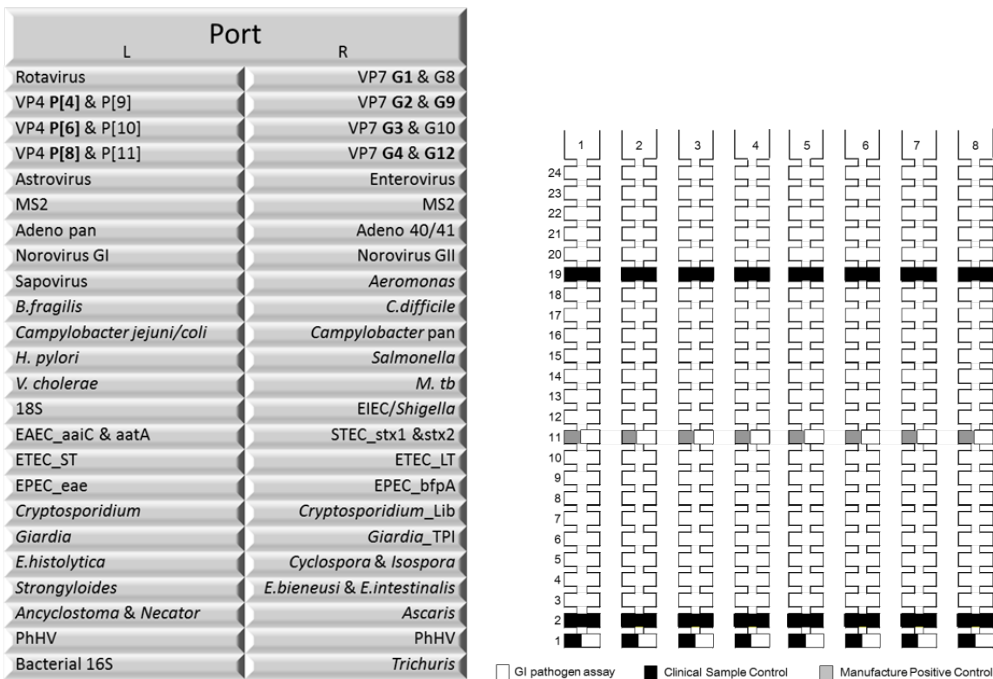 Port
L R
Rotavirus VP7 G1 & G8
VP4 P[4] & P[9] VP7 G2 & G9
VP4 P[6] & P[10] VP7 G3 & G10
VP4 P[8] & P[11] VP7 G4 & G12
Astrovirus Enterovirus
MS2 MS2
Adeno pan Adeno 40/41
Norovirus GI Norovirus GII
Sapovirus Aeromonas
B.fragilis C.difficile
Campylobacter jejuni/coli Campylobacter pan
H. pylori Salmonella
V. cholerae M. tb
18S EIEC/Shigella
EAEC_aaiC & aatA STEC_stx1 &stx2
ETEC_ST ETEC_LT
EPEC_eae EPEC_bfpA
Cryptosporidium Cryptosporidium_Lib
Giardia Giardia_TPI
E.histolytica Cyclospora & Isospora
Strongyloides E.bieneusi & E.intestinalis
Ancyclostoma & Necator Ascaris
PhHV PhHV
Bacterial 16S Trichuris
1 2 3 4 5 6 7 8
24
23
22
21
20
19
18
17
16
15
14
13
12
11
10
9
8
7
6
5
4
3
2
1
GI pathogen assay Clinical Sample Control Manufacture Positive Control